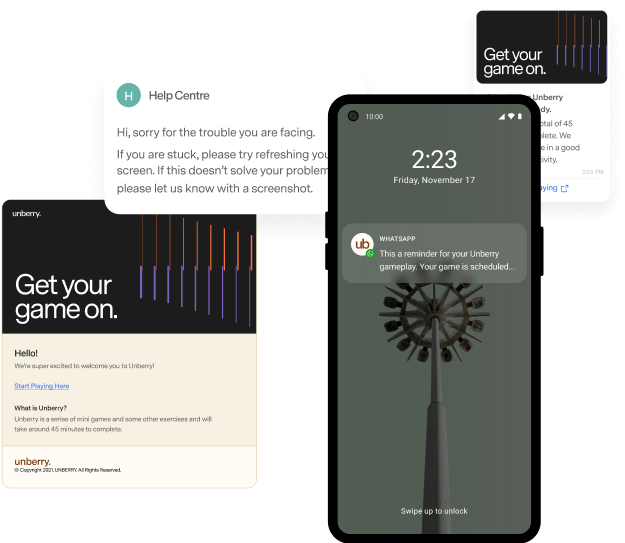 Get your
game on.
Unberry
dy.
total of 45
plete. We
e in a good
tivity.
2:55 PM
aying
H Help Centre
Hi, sorry for the trouble you are facing.
If you are stuck, please try refreshing you
screen. If this doesn't solve your problem
please let us know with a screenshot.
10:00
2:23
Friday, November 17
ub
WHATSAPP
This a reminder for your Unberry
gameplay. Your game is scheduled...
Swipe up to unlock
unberry.
Get your
game on.
Hello!
We're super excited to welcome you to Unberry!
Start Playing Here
What is Unberry?
Unberry is a series of mini games and some other exercises and will
take around 45 minutes to complete.
unberry.
© Copyright 2021, UNBERRY. All Rights Reserved.